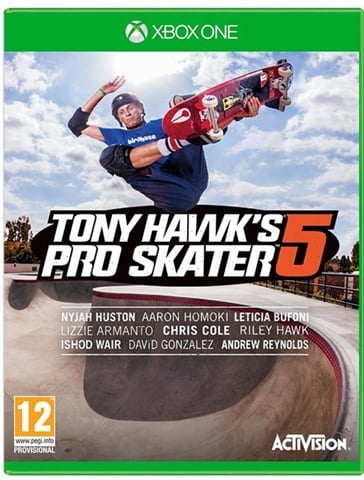 XBOX ONE
birdhouse
TONY HAWK'S
PRO SKATER 5
NYJAH HUSTON AARON HOMOKI LETICIA BUFONI
LIZZIE ARMANTO CHRIS COLE RILEY HAWK
ISHOD WAIR DAViD GONZALEZ ANDREW REYNOLDS
12
www.pegi.info
PROVISIONAL
ACTIVISION